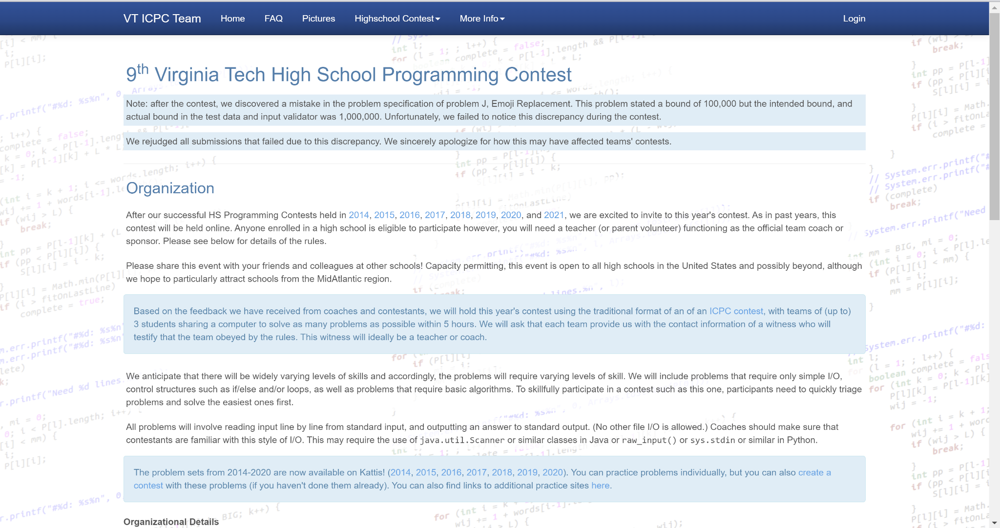 VT ICPC Team Home FAQ Pictures Highschool Contest More Info Login
9th Virginia Tech High School Programming Contest
Note: after the contest, we discovered a mistake in the problem specification of problem J, Emoji Replacement. This problem stated a bound of 100,000 but the intended bound, and
actual bound in the test data and input validator was 1,000,000. Unfortunately, we failed to notice this discrepancy during the contest.
We rejudged all submissions that failed due to this discrepancy. We sincerely apologize for how this may have affected teams' contests.
Organization
After our successful HS Programming Contests held in 2014, 2015, 2016, 2017, 2018, 2019, 2020, and 2021, we are excited to invite to this year's contest. As in past years, this
contest will be held online. Anyone enrolled in a high school is eligible to participate however, you will need a teacher (or parent volunteer) functioning as the official team coach or
sponsor. Please see below for details of the rules.
Please share this event with your friends and colleagues at other schools! Capacity permitting, this event is open to all high schools in the United States and possibly beyond, although
we hope to particularly attract schools from the MidAtlantic region.
Based on the feedback we have received from coaches and contestants, we will hold this year's contest using the traditional format of an of an ICPC contest, with teams of (up to)
3 students sharing a computer to solve as many problems as possible within 5 hours. We will ask that each team provide us with the contact information of a witness who will
testify that the team obeyed by the rules. This witness will ideally be a teacher or coach.
We anticipate that there will be widely varying levels of skills and accordingly, the problems will require varying levels of skill. We will include problems that require only simple I/O,
control structures such as if/else and/or loops, as well as problems that require basic algorithms. To skillfully participate in a contest such as this one, participants need to quickly triage
problems and solve the easiest ones first.
All problems will involve reading input line by line from standard input, and outputting an answer to standard output. (No other file I/O is allowed.) Coaches should make sure that
contestants are familiar with this style of I/O. This may require the use of java.util.Scanner or similar classes in Java or raw_input() or sys.stdin or similar in Python.
The problem sets from 2014-2020 are now available on Kattis! (2014, 2015, 2016, 2017, 2018, 2019, 2020). You can practice problems individually, but you can also create a
contest with these problems (if you haven't done them already). You can also find links to additional practice sites here.
Organizational Details